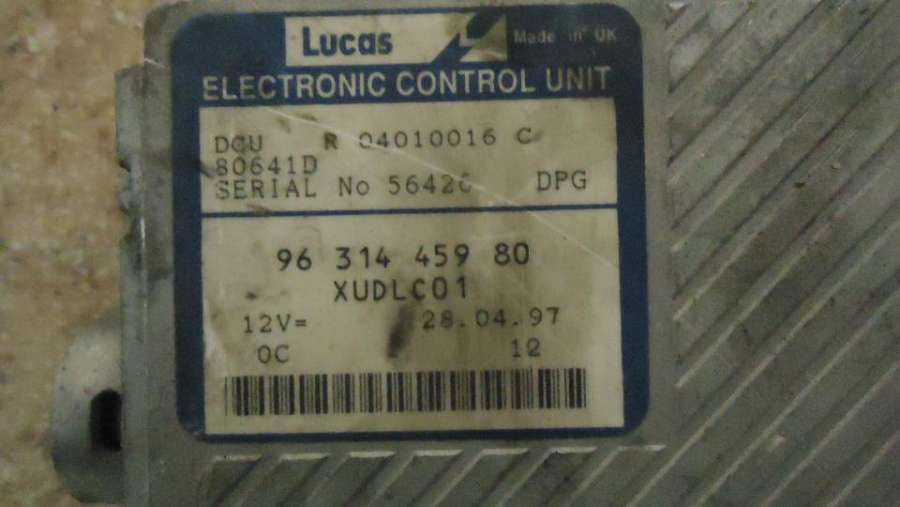 Lucas
Made in UK
ELECTRONIC CONTROL UNIT
DCU R 04010016 C
80641D
SERIAL No 56426 DPG
96 314 459 80
XUDLC01
12V= 28.04.97
0C 12